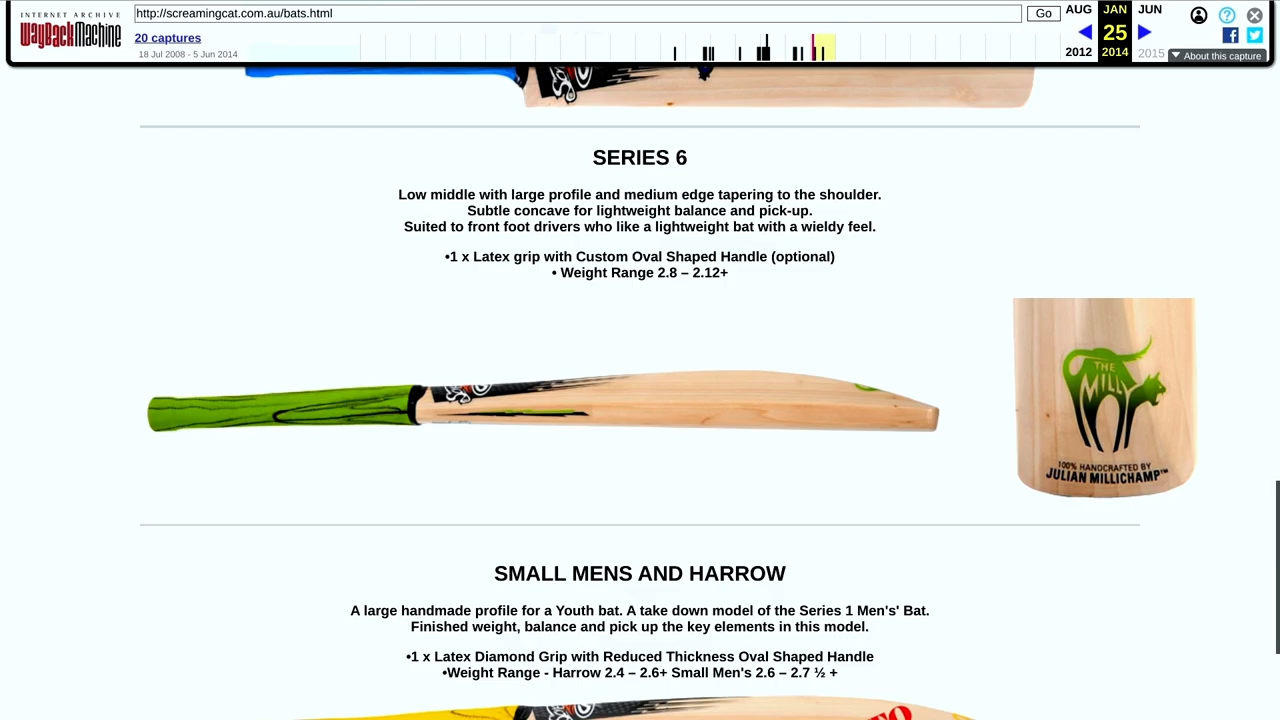 INTERNET ARCHIVE
WayBackMachine
http://screamingcat.com.au/bats.html
Go
AUG
JAN
JUN
20 captures
25
18 Jul 2008 - 5 Jun 2014
2012
2014
2015
About this capture
SERIES 6
Low middle with large profile and medium edge tapering to the shoulder.
Subtle concave for lightweight balance and pick-up.
Suited to front foot drivers who like a lightweight bat with a wieldy feel.
•1 x Latex grip with Custom Oval Shaped Handle (optional)
• Weight Range 2.8 – 2.12+
THE
MILLY
100% HANDCRAFTED BY
JULIAN MILLICHAMP™
SMALL MENS AND HARROW
A large handmade profile for a Youth bat. A take down model of the Series 1 Men's' Bat.
Finished weight, balance and pick up the key elements in this model.
•1 x Latex Diamond Grip with Reduced Thickness Oval Shaped Handle
•Weight Range - Harrow 2.4 – 2.6+ Small Men's 2.6 – 2.7 ½ +